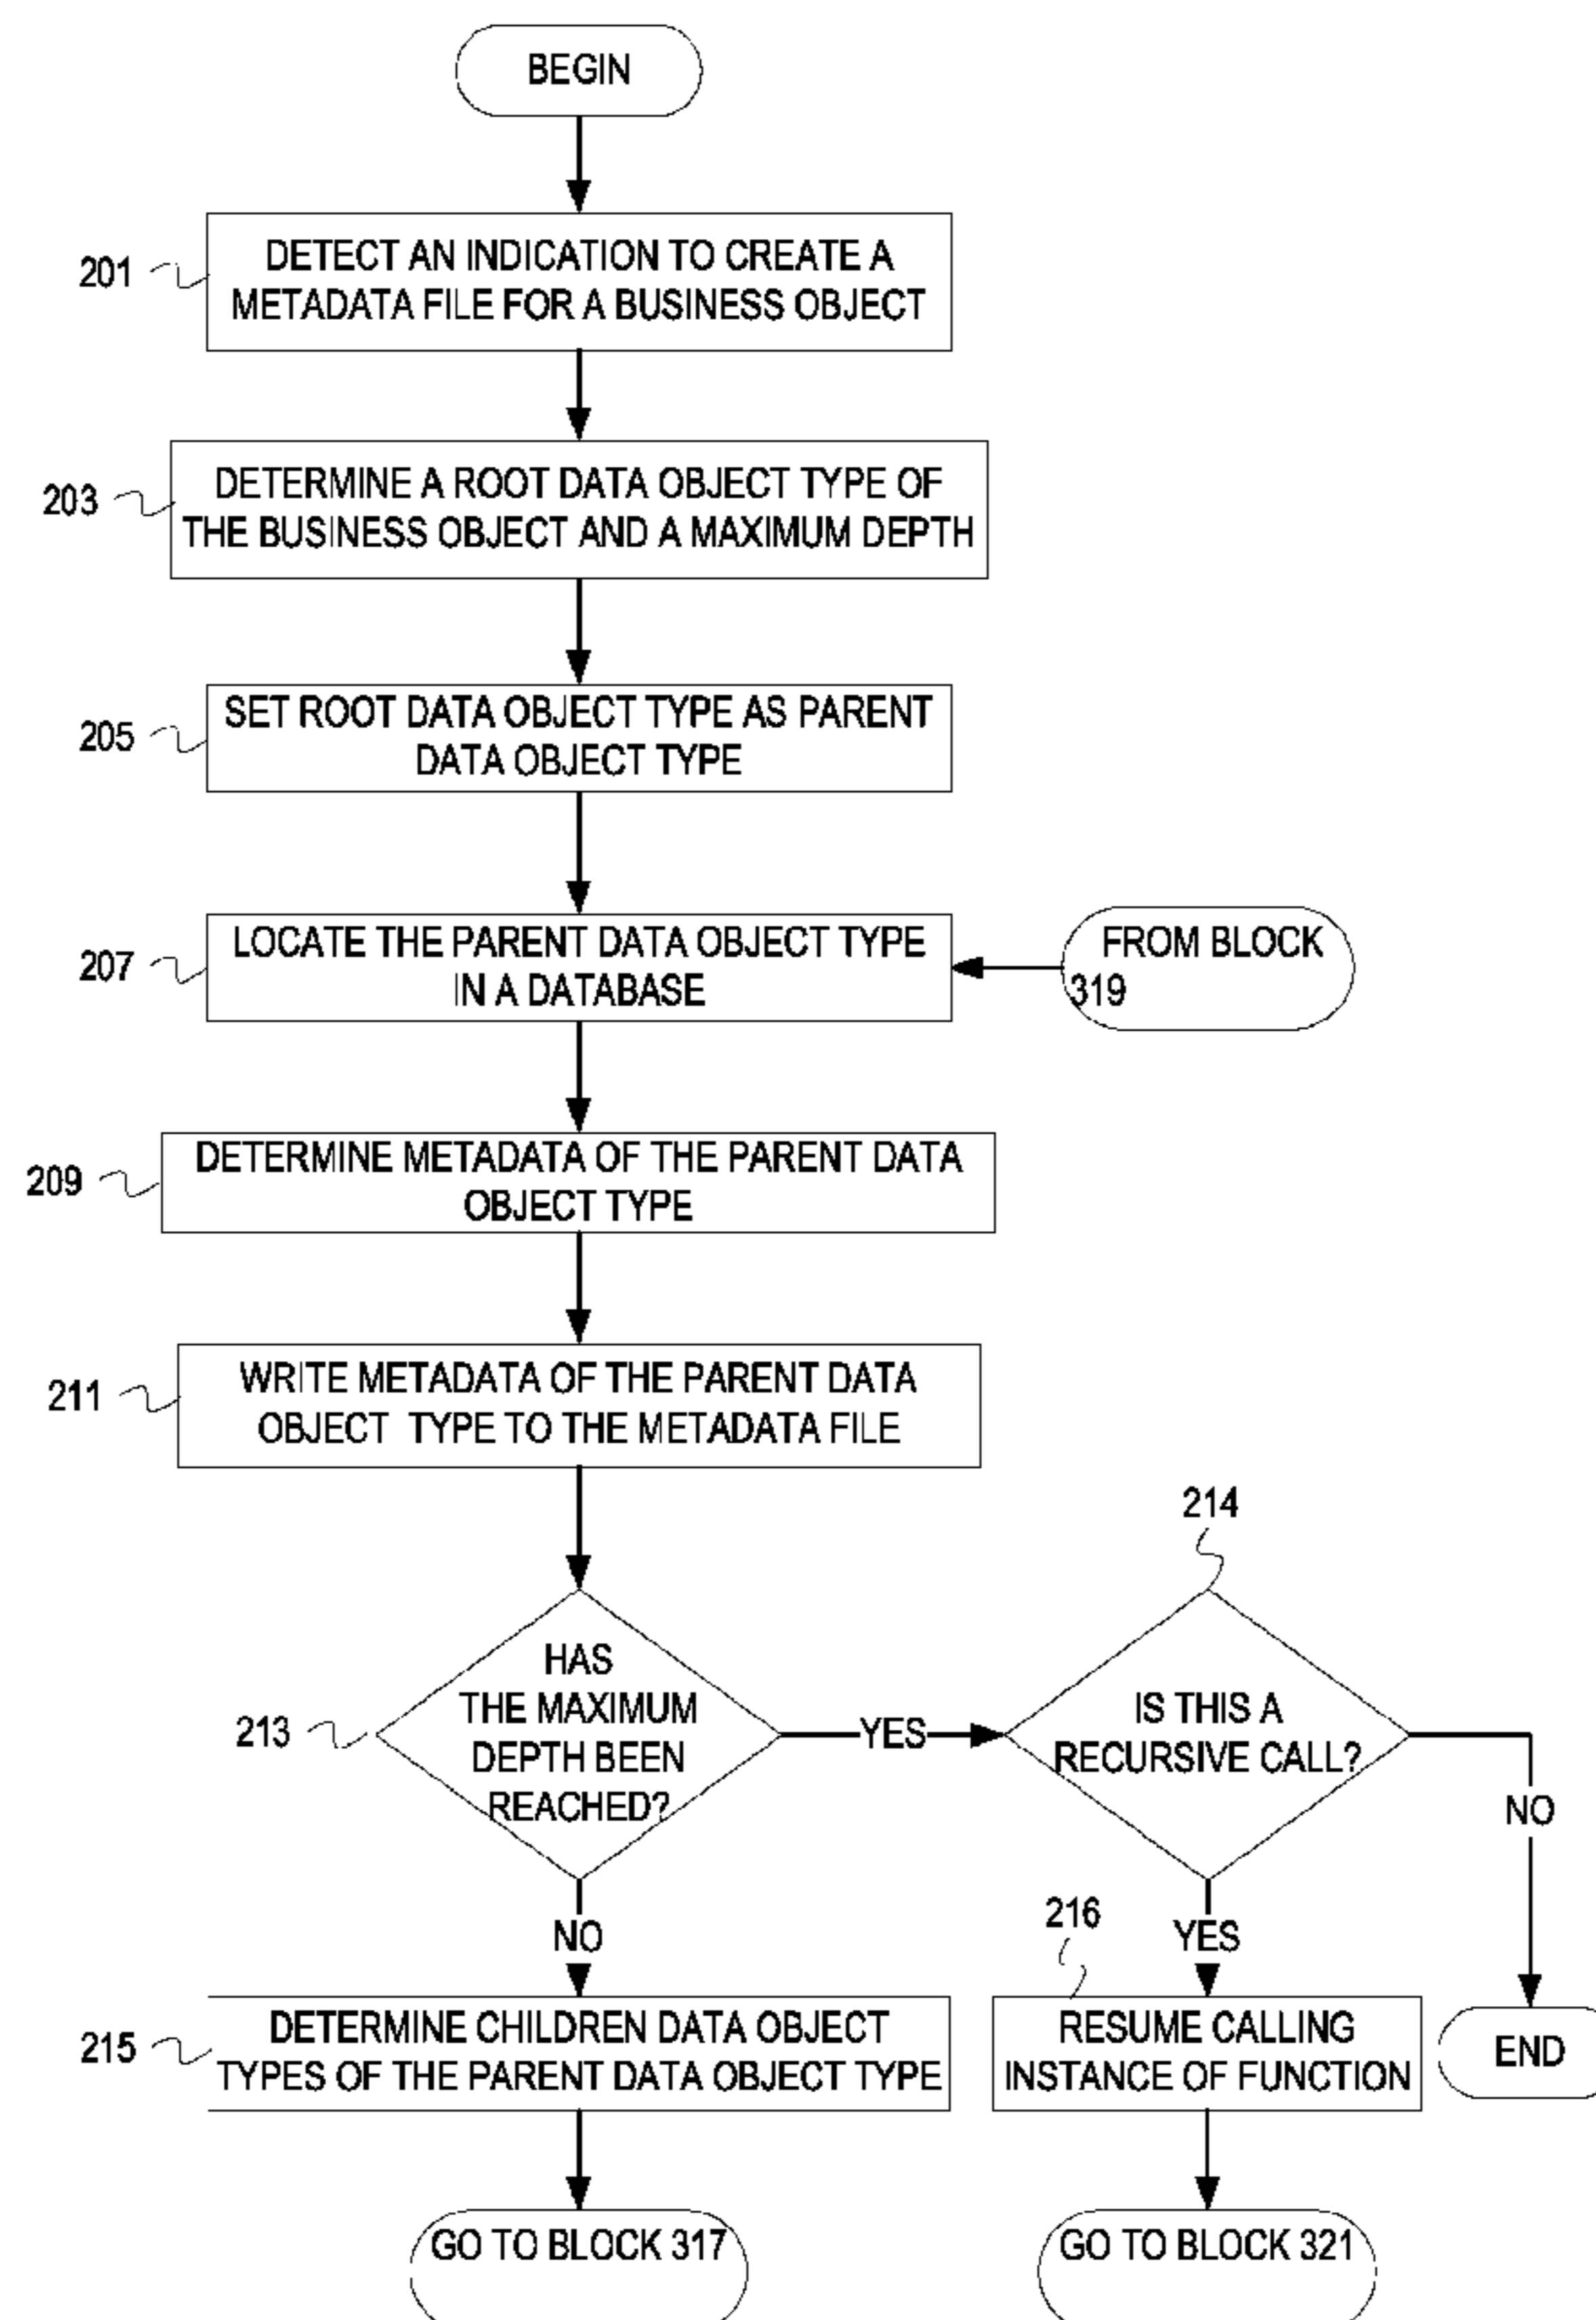 BEGIN
201
DETECT AN INDICATION TO CREATE A
METADATA FILE FOR A BUSINESS OBJECT
203
DETERMINE A ROOT DATA OBJECT TYPE OF
THE BUSINESS OBJECT AND A MAXIMUM DEPTH
205
SET ROOT DATA OBJECT TYPE AS PARENT
DATA OBJECT TYPE
207
LOCATE THE PARENT DATA OBJECT TYPE
IN A DATABASE
FROM BLOCK
319
209
DETERMINE METADATA OF THE PARENT DATA
OBJECT TYPE
211
WRITE METADATA OF THE PARENT DATA
OBJECT TYPE TO THE METADATA FILE
213
HAS
THE MAXIMUM
DEPTH BEEN
REACHED?
YES
214
IS THIS A
RECURSIVE CALL?
NO
NO
YES
215
DETERMINE CHILDREN DATA OBJECT
TYPES OF THE PARENT DATA OBJECT TYPE
216
RESUME CALLING
INSTANCE OF FUNCTION
END
GO TO BLOCK 317
GO TO BLOCK 321